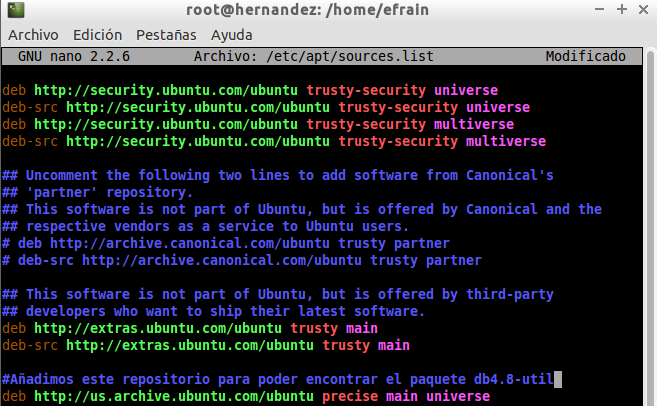 root@hernandez: /home/efrain
Archivo Edición Pestañas Ayuda
GNU nano 2.2.6 Archivo: /etc/apt/sources.list Modificado
deb http://security.ubuntu.com/ubuntu trusty-security universe
deb-src http://security.ubuntu.com/ubuntu trusty-security universe
deb http://security.ubuntu.com/ubuntu trusty-security multiverse
deb-src http://security.ubuntu.com/ubuntu trusty-security multiverse
## Uncomment the following two lines to add software from Canonical's
## 'partner' repository.
## This software is not part of Ubuntu, but is offered by Canonical and the
## respective vendors as a service to Ubuntu users.
# deb http://archive.canonical.com/ubuntu trusty partner
# deb-src http://archive.canonical.com/ubuntu trusty partner
## This software is not part of Ubuntu, but is offered by third-party
## developers who want to ship their latest software.
deb http://extras.ubuntu.com/ubuntu trusty main
deb-src http://extras.ubuntu.com/ubuntu trusty main
#Añadimos este repositorio para poder encontrar el paquete db4.8-util
deb http://us.archive.ubuntu.com/ubuntu precise main universe